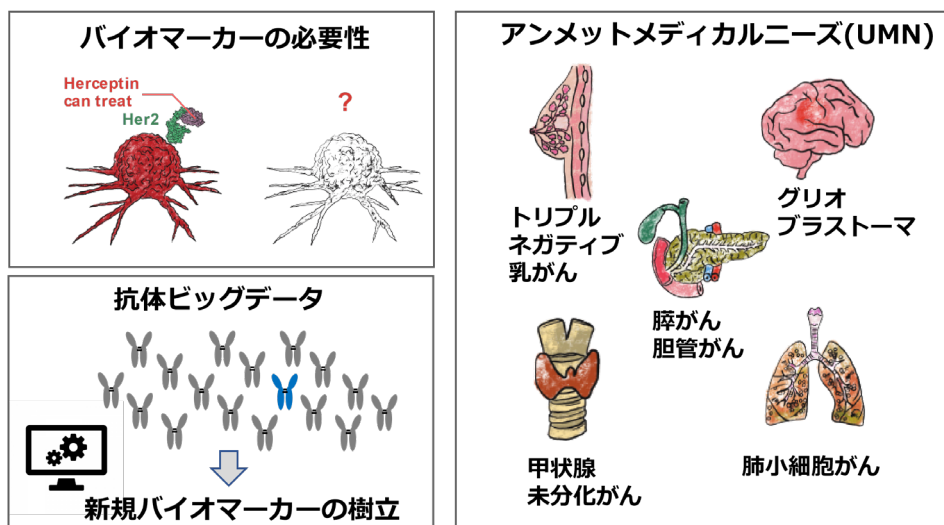 バイオマーカーの必要性
Herceptin
can treat
Her2
?
抗体ビッグデータ
新規バイオマーカーの樹立
アンメットメディカルニーズ(UMN)
トリプル
ネガティブ
乳がん
グリオ
ブラストーマ
膵がん
胆管がん
甲状腺
未分化がん
肺小細胞がん